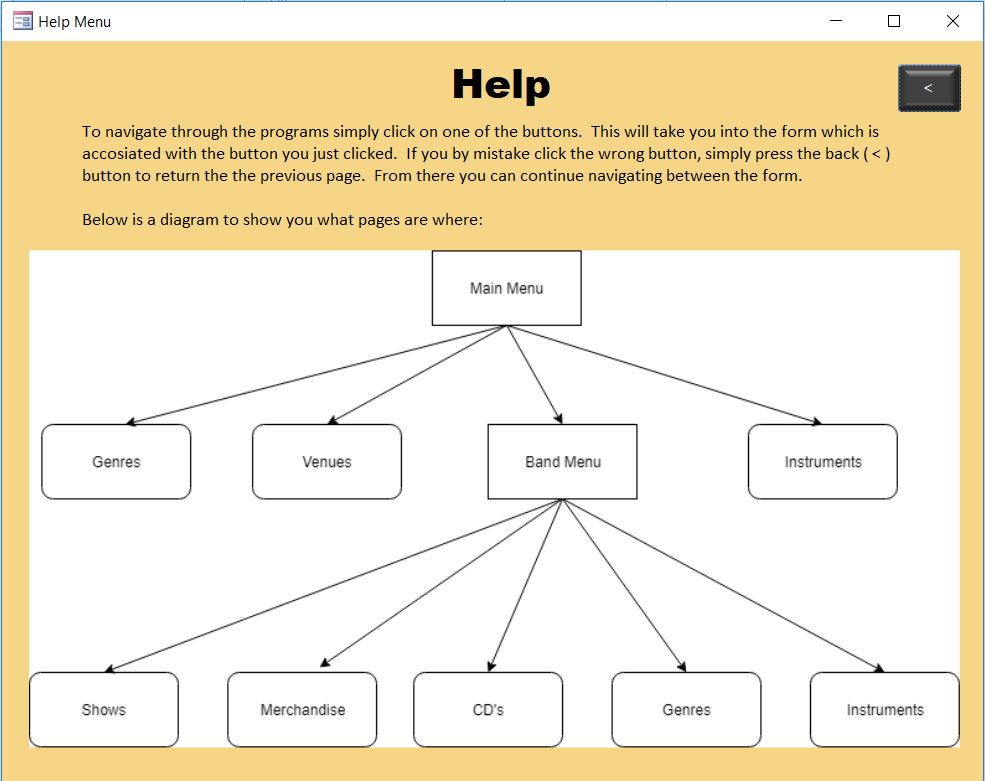 Help Menu
Help
<
To navigate through the programs simply click on one of the buttons.  This will take you into the form which is
accosiated with the button you just clicked.  If you by mistake click the wrong button, simply press the back ( < )
button to return the the previous page.  From there you can continue navigating between the form.
Below is a diagram to show you what pages are where:
Main Menu
Genres
Venues
Band Menu
Instruments
Shows
Merchandise
CD's
Genres
Instruments